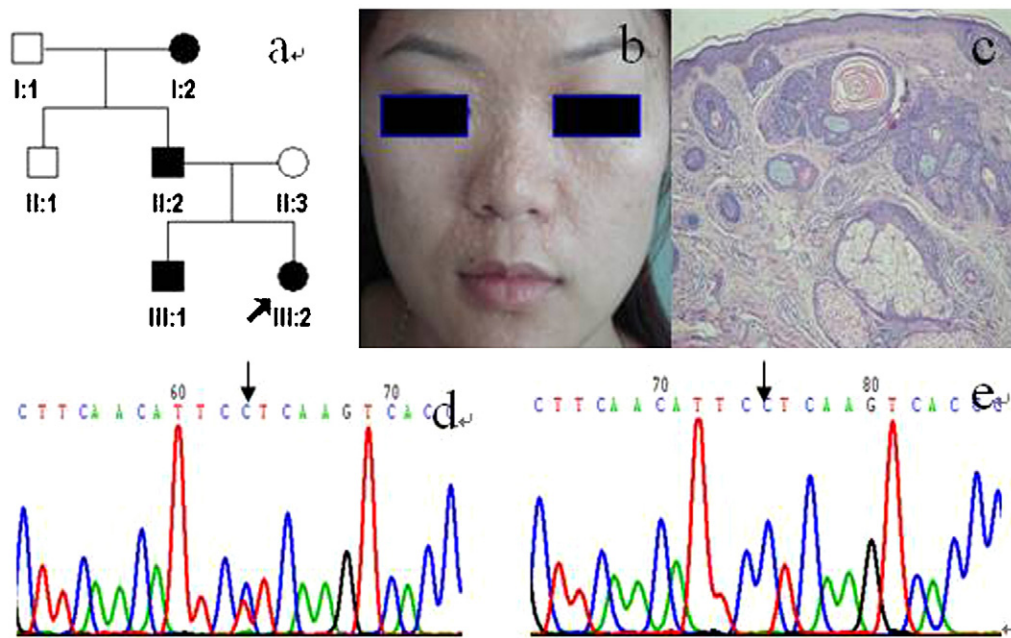 a
b
c
I:1
I:2
II:1
II:2
II:3
III:1
III:2
60
70
C T T C A A C A T T C C T C A A G T C A C C
d
70
80
C T T C A A C A T T C C T C A A G T C A C
e